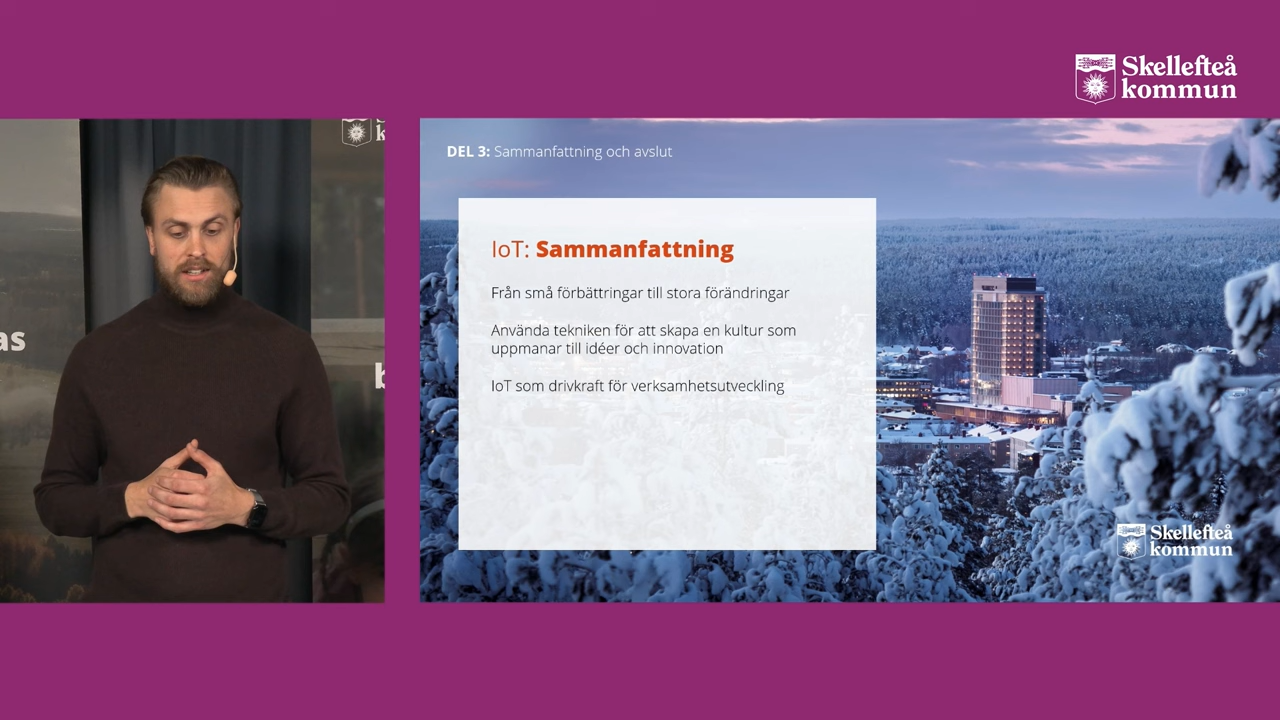 Skellefteå
kommun
k
as
b
DEL 3: Sammanfattning och avslut
IoT: Sammanfattning
Från små förbättringar till stora förändringar
Använda tekniken för att skapa en kultur som
uppmanar till idéer och innovation
IoT som drivkraft för verksamhetsutveckling
Skellefteå
kommun